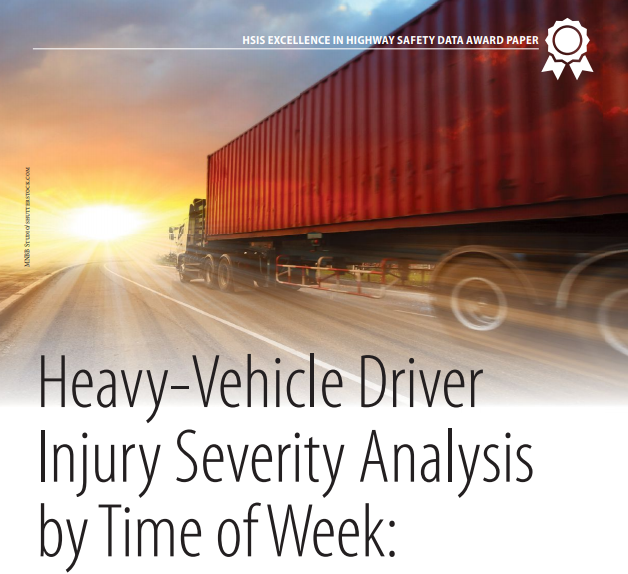 HSIS EXCELLENCE IN HIGHWAY SAFETY DATA AWARD PAPER
MNBB STUDIO/SHUTTERSTOCK.COM
Heavy-Vehicle Driver
Injury Severity Analysis
by Time of Week: